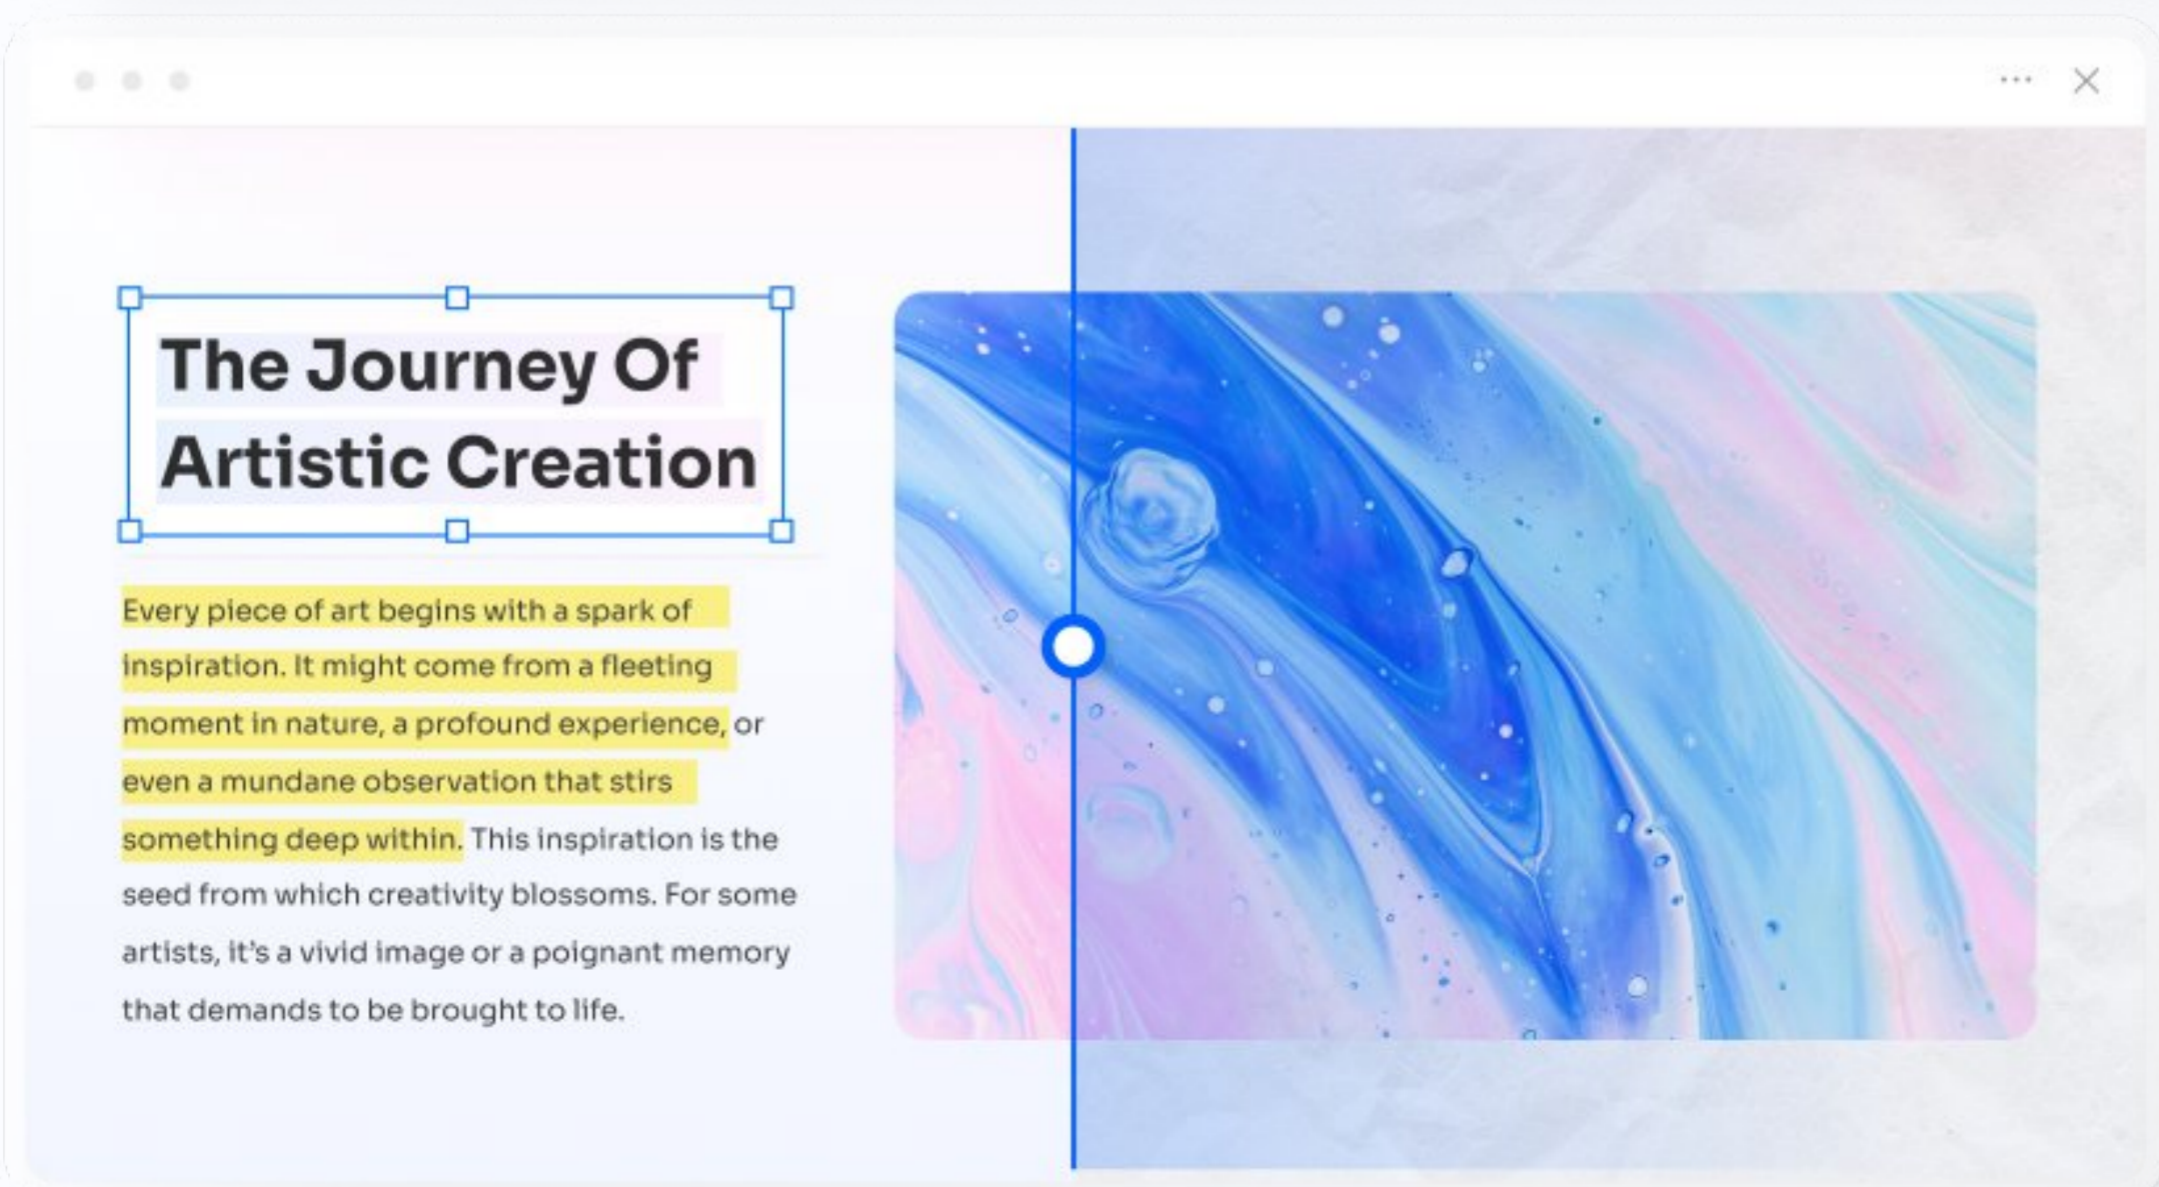 The Journey Of
Artistic Creation
Every piece of art begins with a spark of
inspiration. It might come from a fleeting
moment in nature, a profound experience, or
even a mundane observation that stirs
something deep within. This inspiration is the
seed from which creativity blossoms. For some
artists, it’s a vivid image or a poignant memory
that demands to be brought to life.